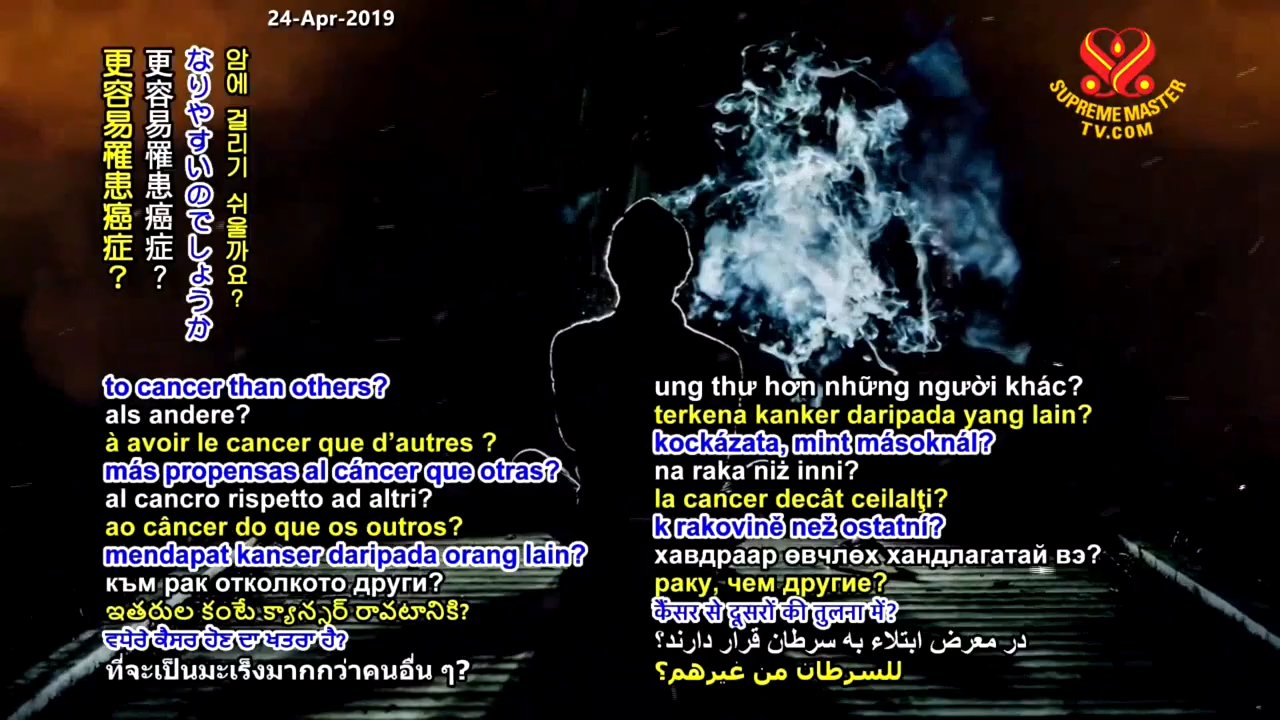 24-Apr-2019
SUPREME MASTER
TV.COM
암에 걸리기 쉬울까요?
なりやすいのでしょうか
更容易罹患癌症？
更容易罹患癌症？
to cancer than others?
als andere?
à avoir le cancer que d’autres ?
más propensas al cáncer que otras?
al cancro rispetto ad altri?
ao câncer do que os outros?
mendapat kanser daripada orang lain?
към рак отколкото други?
ఇతరుల కంటే క్యాన్సర్ రావటానికి?
ਵਧੇਰੇ ਕੈਂਸਰ ਹੋਣ ਦਾ ਖਤਰਾ ਹੈ?
ที่จะเป็นมะเร็งมากกว่าคนอื่น ๆ?
ung thư hơn những người khác?
terkena kanker daripada yang lain?
kockázata, mint másoknál?
na raka niż inni?
la cancer decât ceilalţi?
k rakovině než ostatní?
хавдраар өвчлөх хандлагатай вэ?
раку, чем другие?
कैंसर से दूसरों की तुलना में?
در معرض ابتلاء به سرطان قرار دارند؟
للسرطان من غيرهم؟